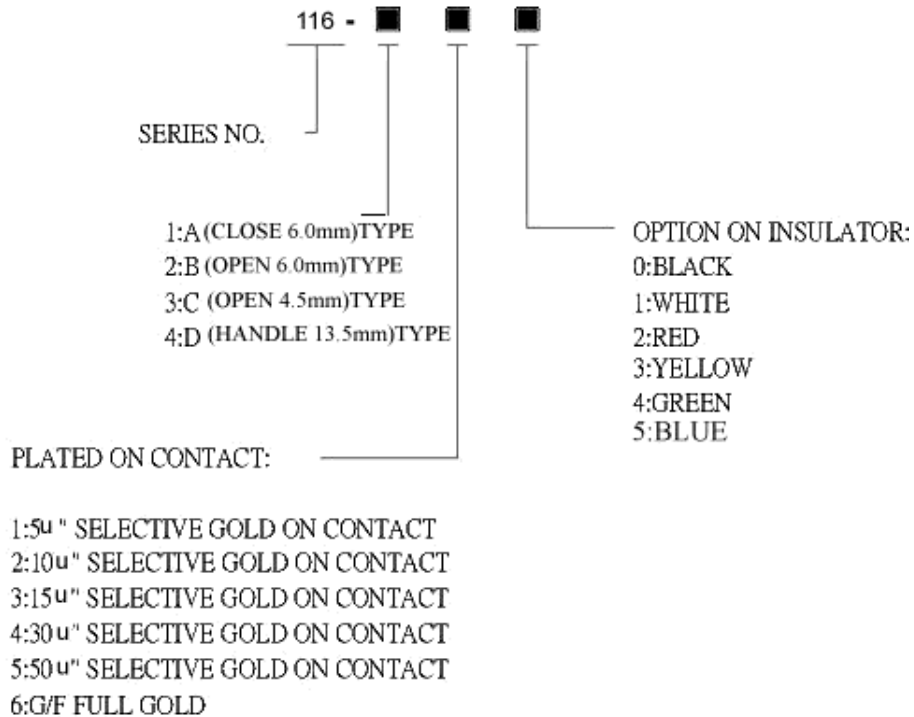 116 - ■ ■ ■
SERIES NO.
1:A (CLOSE 6.0mm)TYPE
2:B (OPEN 6.0mm)TYPE
3:C (OPEN 4.5mm)TYPE
4:D (HANDLE 13.5mm)TYPE
OPTION ON INSULATOR:
0:BLACK
1:WHITE
2:RED
3:YELLOW
4:GREEN
5:BLUE
PLATED ON CONTACT:
1:5u" SELECTIVE GOLD ON CONTACT
2:10u" SELECTIVE GOLD ON CONTACT
3:15u" SELECTIVE GOLD ON CONTACT
4:30u" SELECTIVE GOLD ON CONTACT
5:50u" SELECTIVE GOLD ON CONTACT
6:G/F FULL GOLD